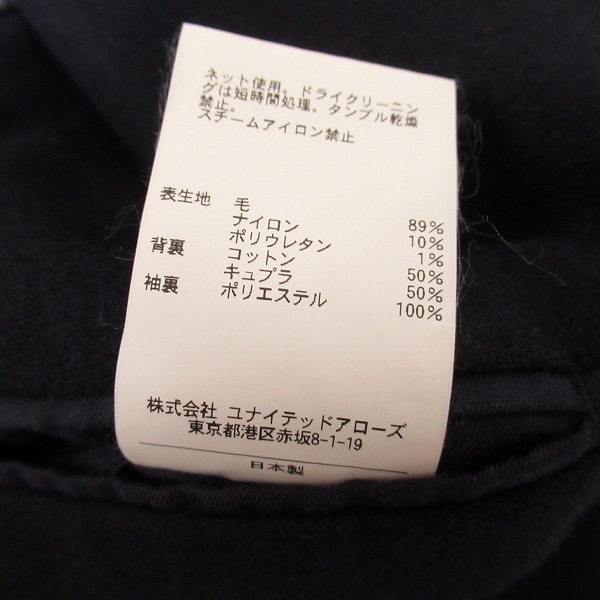 ネット使用。ドライクリーニン
グは短時間処理。タンブル乾燥
禁止。
スチームアイロン禁止
表生地 毛 89%
ナイロン 10%
ポリウレタン 1%
背裏 コットン 50%
キュプラ 50%
袖裏 ポリエステル 100%
株式会社 ユナイテッドアローズ
東京都港区赤坂8-1-19
日本製